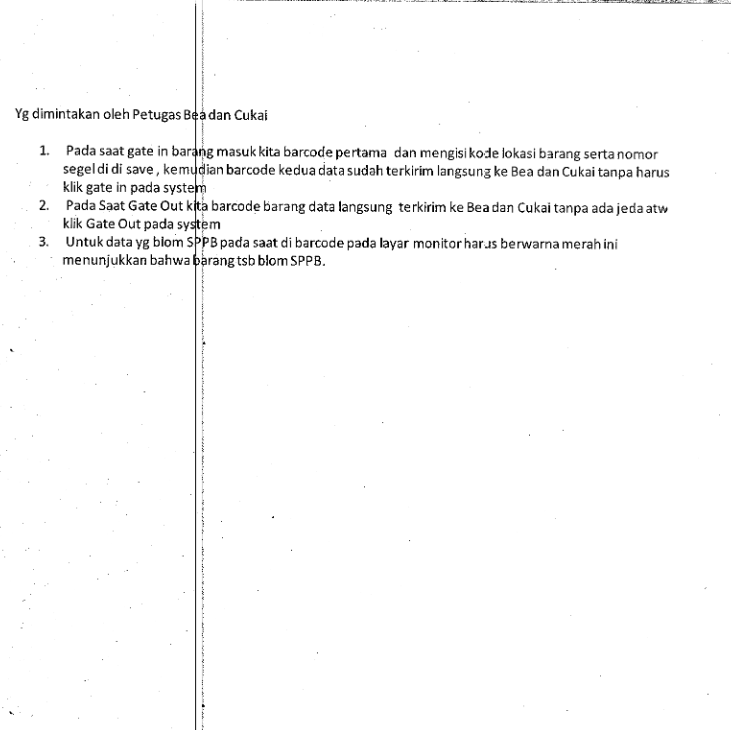 Yg dimintakan oleh Petugas Bea dan Cukai
1. Pada saat gate in barang masuk kita barcode pertama dan mengisi kode lokasi barang serta nomor
segel di di save , kemudian barcode kedua data sudah terkirim langsung ke Bea dan Cukai tanpa harus
klik gate in pada system
2. Pada Saat Gate Out kita barcode barang data langsung terkirim ke Bea dan Cukai tanpa ada jeda atw
klik Gate Out pada system
3. Untuk data yg blom SPPB pada saat di barcode pada layar monitor harus berwarna merah ini
menunjukkan bahwa barang tsb blom SPPB.